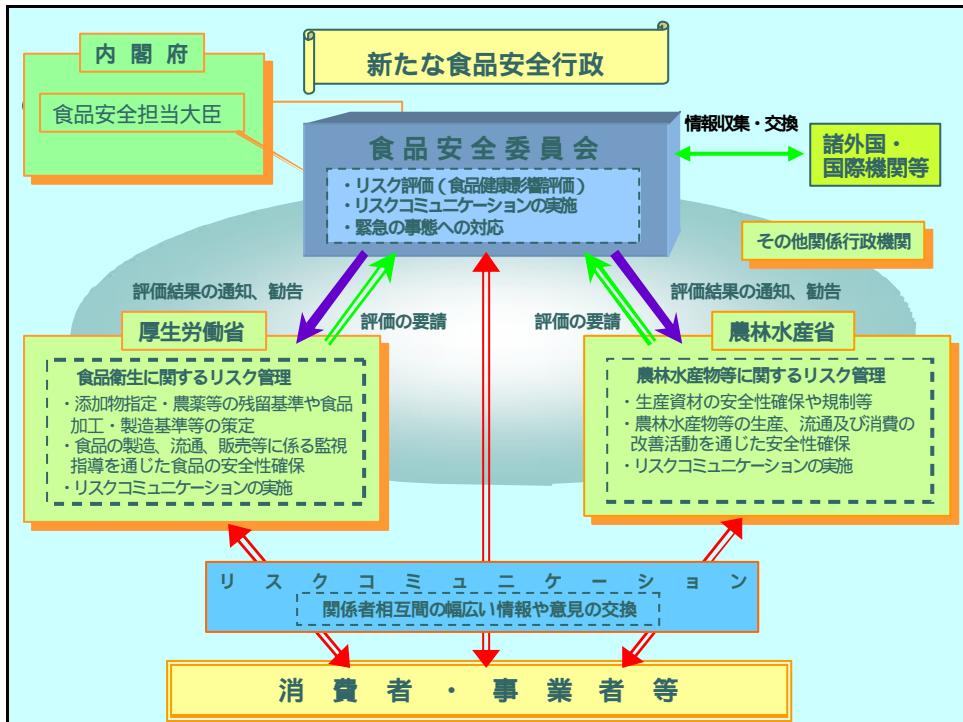 内閣府
食品安全担当大臣
新たな食品安全行政
食品安全委員会
・リスク評価(食品健康影響評価)
・リスクコミュニケーションの実施
・緊急の事態への対応
情報収集・交換
諸外国・
国際機関等
その他関係行政機関
評価結果の通知、勧告
評価の要請
評価の要請
評価結果の通知、勧告
厚生労働省
食品衛生に関するリスク管理
・添加物指定・農薬等の残留基準や食品
加工・製造基準等の策定
・食品の製造、流通、販売等に係る監視
指導を通じた食品の安全性確保
・リスクコミュニケーションの実施
農林水産省
農林水産物等に関するリスク管理
・生産資材の安全性確保や規制等
・農林水産物等の生産、流通及び消費の
改善活動を通じた安全性確保
・リスクコミュニケーションの実施
リスクコミュニケーション
関係者相互間の幅広い情報や意見の交換
消費者・事業者等